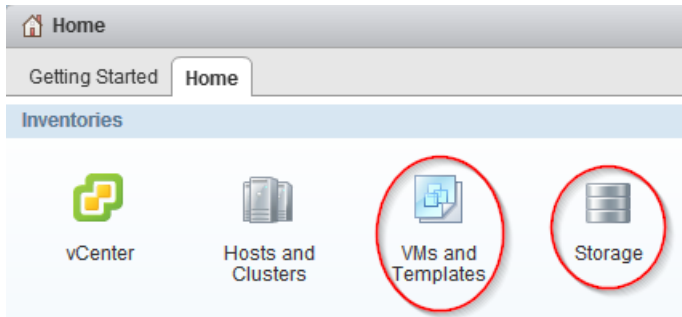 Home
Getting Started Home
Inventories
vCenter Hosts and VMs and Storage
Clusters Templates